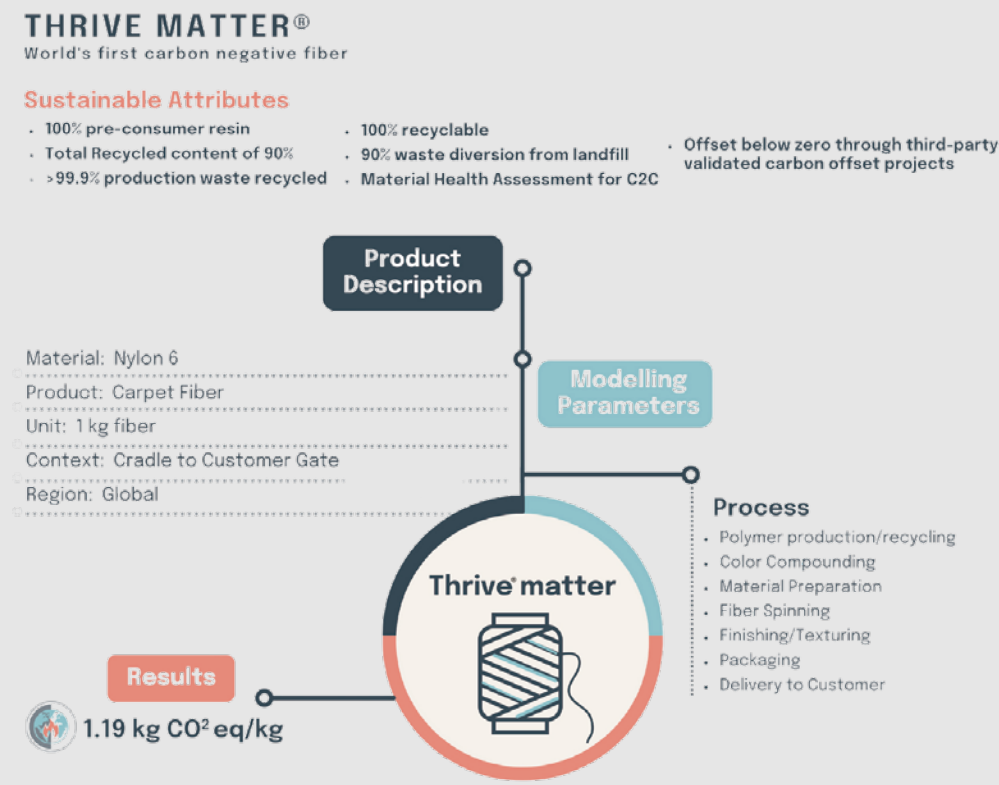 THRIVE MATTER®
World's first carbon negative fiber
Sustainable Attributes
• 100% pre-consumer resin
• Total Recycled content of 90%
• >99.9% production waste recycled
• 100% recyclable
• 90% waste diversion from landfill
• Material Health Assessment for C2C
• Offset below zero through third-party
validated carbon offset projects
Product
Description
Material: Nylon 6
Product: Carpet Fiber
Unit: 1 kg fiber
Context: Cradle to Customer Gate
Region: Global
Modelling
Parameters
Process
• Polymer production/recycling
• Color Compounding
• Material Preparation
• Fiber Spinning
• Finishing/Texturing
• Packaging
• Delivery to Customer
Thrive® matter
Results
1.19 kg CO² eq/kg